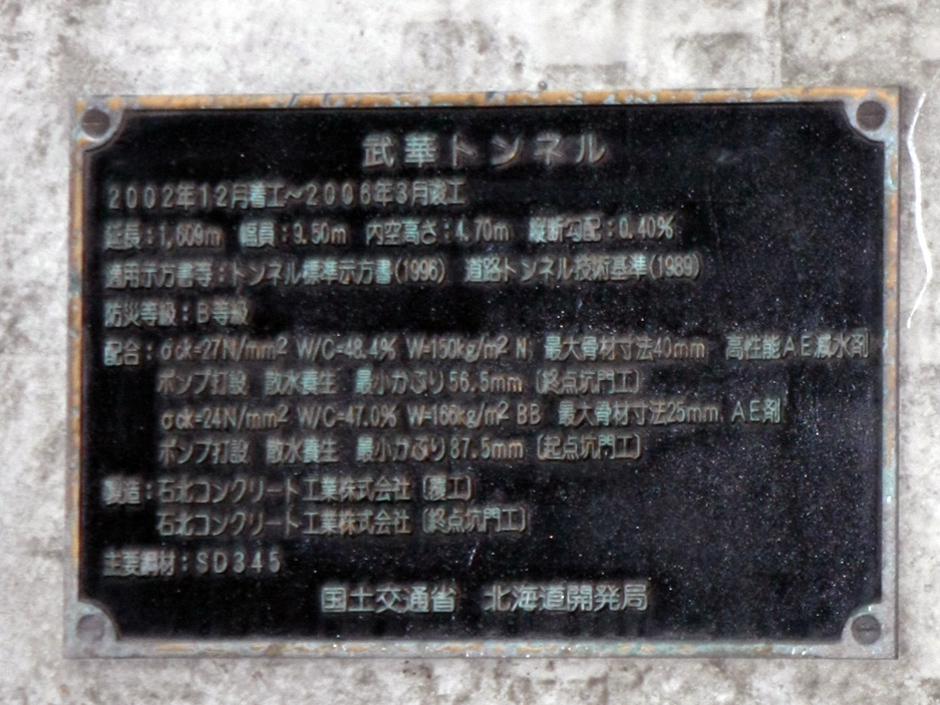 武華トンネル
2002年12月着工～2006年3月竣工
延長：1,609m 幅員：9.50m 内空高さ：4.70m 縦断勾配：0.40%
適用示方書等：トンネル標準示方書(1996) 道路トンネル技術基準(1989)
防災等級：B等級
配合：σck=27N/mm² W/C=48.4% W=150kg/m² N 最大骨材寸法40mm 高性能AE減水剤
ポンプ打設 散水養生 最小かぶり56.5mm （終点坑門工）
σck=24N/mm² W/C=47.0% W=166kg/m² BB 最大骨材寸法25mm AE剤
ポンプ打設 散水養生 最小かぶり87.5mm （起点坑門工）
製造：石北コンクリート工業株式会社（覆工）
石北コンクリート工業株式会社（終点坑門工）
主要鋼材：SD345
国土交通省 北海道開発局